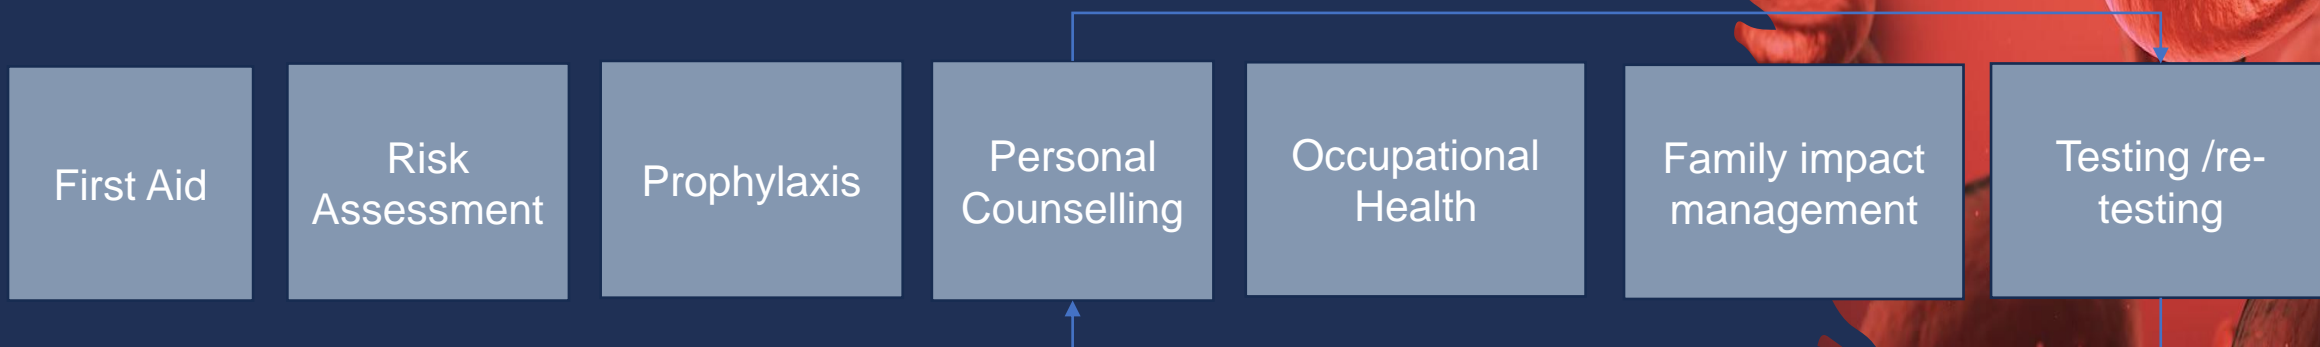 First Aid
Risk
Assessment
Prophylaxis
Personal
Counselling
Occupational
Health
Family impact
management
Testing /re-
testing